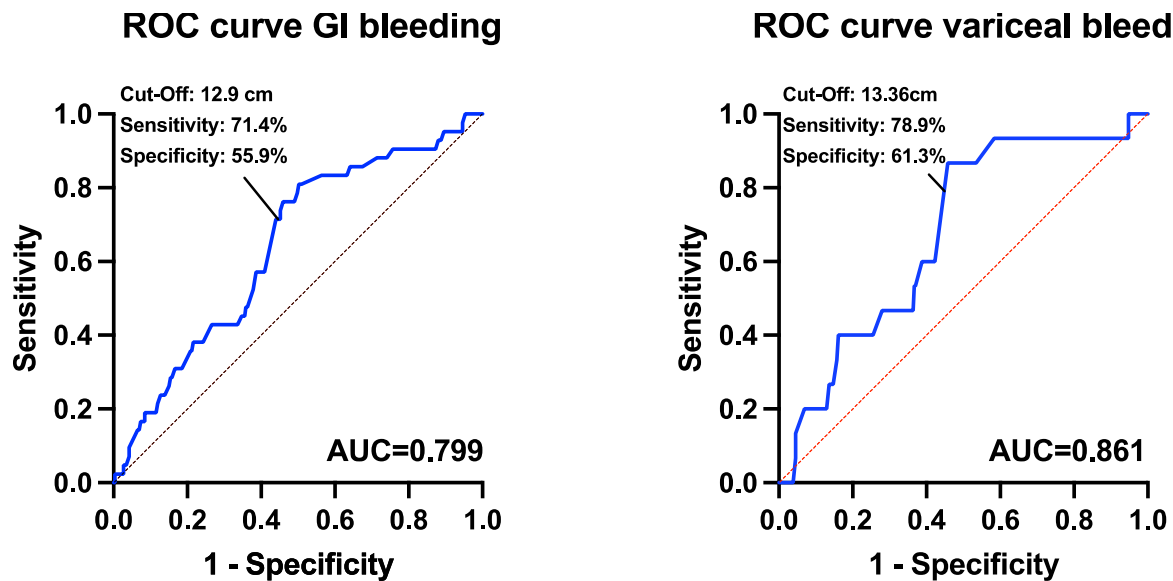 ROC curve GI bleeding
Cut-Off: 12.9 cm
Sensitivity: 71.4%
Specificity: 55.9%
1.0
0.8
0.6
0.4
0.2
0.0
Sensitivity
AUC=0.799
0.0 0.2 0.4 0.6 0.8 1.0
1 - Specificity
ROC curve variceal bleed
Cut-Off: 13.36cm
Sensitivity: 78.9%
Specificity: 61.3%
1.0
0.8
0.6
0.4
0.2
0.0
Sensitivity
AUC=0.861
0.0 0.2 0.4 0.6 0.8 1.0
1 - Specificity